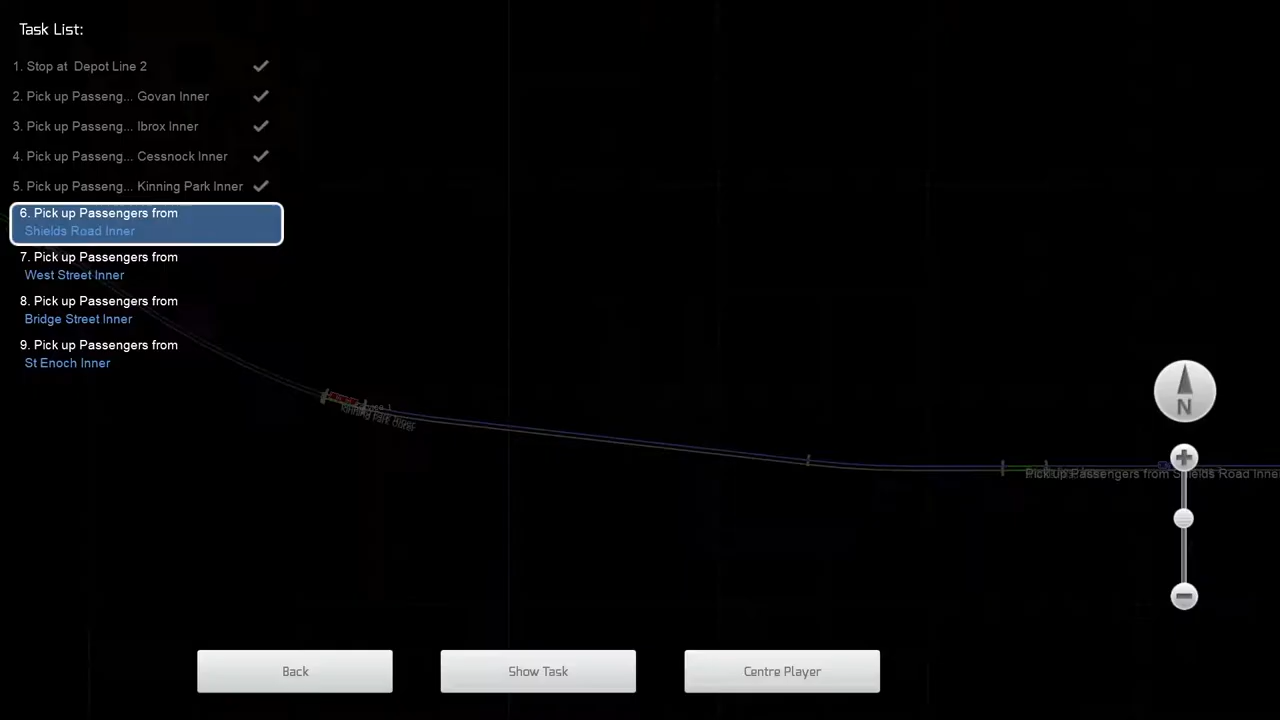 Task List:
1. Stop at  Depot Line 2
2. Pick up Passeng... Govan Inner
3. Pick up Passeng... Ibrox Inner
4. Pick up Passeng... Cessnock Inner
5. Pick up Passeng... Kinning Park Inner
6. Pick up Passengers from
Shields Road Inner
7. Pick up Passengers from
West Street Inner
8. Pick up Passengers from
Bridge Street Inner
9. Pick up Passengers from
St Enoch Inner
Kinning Park
Pick up Passengers from Shields Road Inner
N
Back
Show Task
Centre Player